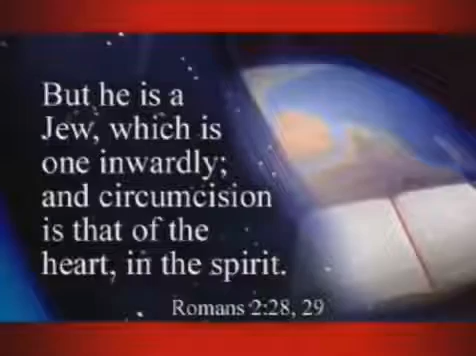 But he is a
Jew, which is
one inwardly;
and circumcision
is that of the
heart, in the spirit.
Romans 2:28, 29